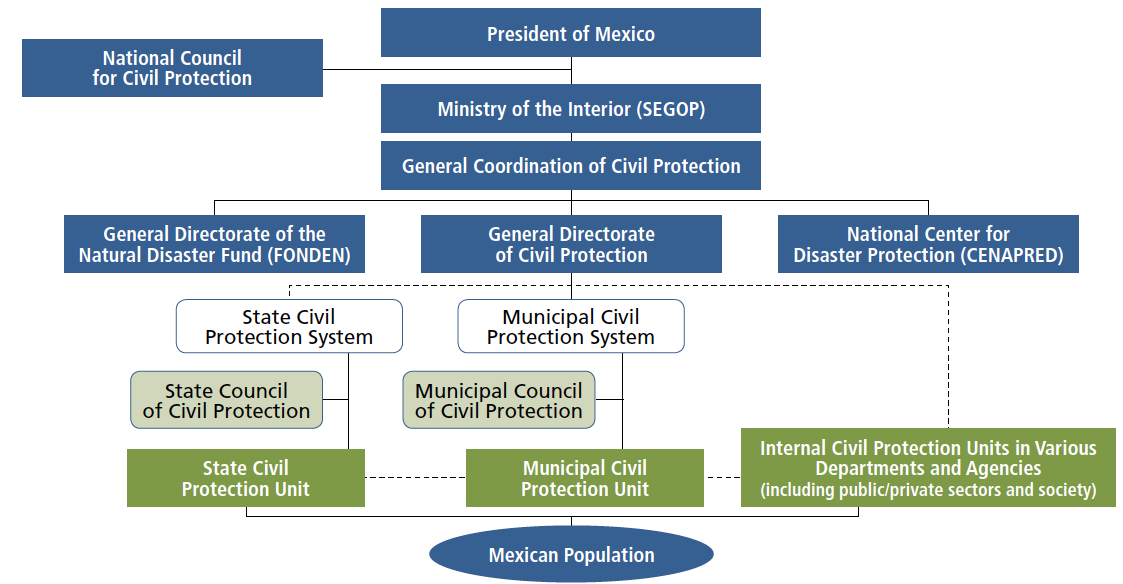 President of Mexico
National Council
for Civil Protection
Ministry of the Interior (SEGOP)
General Coordination of Civil Protection
General Directorate of the
Natural Disaster Fund (FONDEN)
General Directorate
of Civil Protection
National Center for
Disaster Protection (CENAPRED)
State Civil
Protection System
Municipal Civil
Protection System
State Council
of Civil Protection
Municipal Council
of Civil Protection
State Civil
Protection Unit
Municipal Civil
Protection Unit
Internal Civil Protection Units in Various
Departments and Agencies
(including public/private sectors and society)
Mexican Population